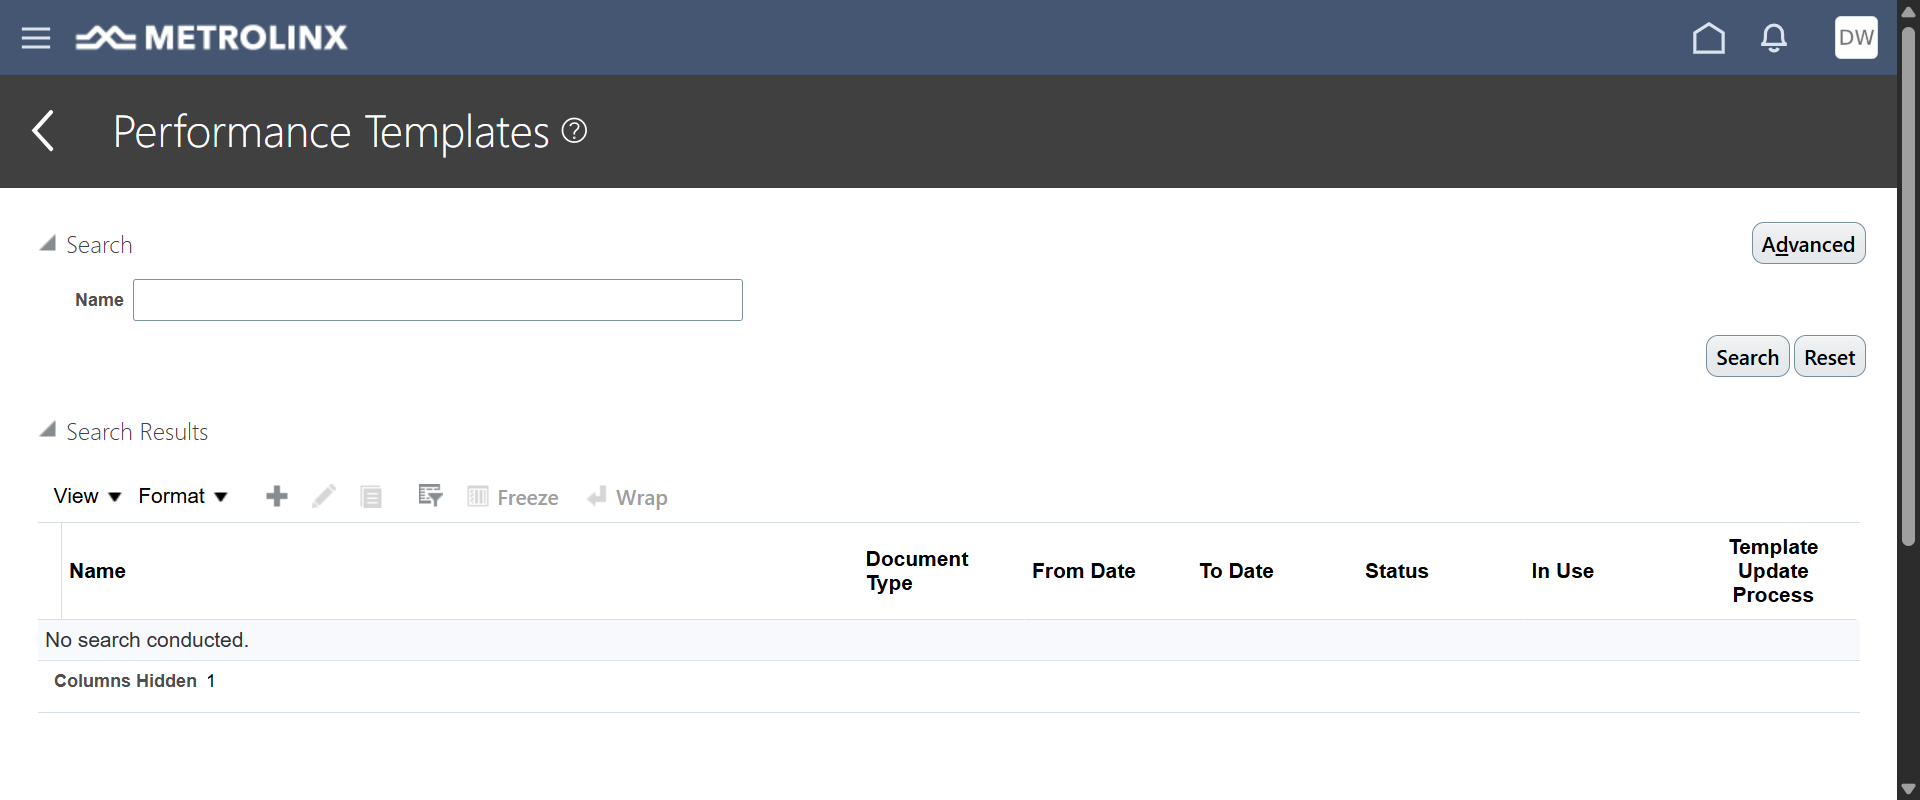 METROLINX
DW
Performance Templates
Search
Advanced
Name
Search Reset
Search Results
View Format Freeze Wrap
Name
Document
Type
From Date
To Date
Status
In Use
Template
Update
Process
No search conducted.
Columns Hidden 1